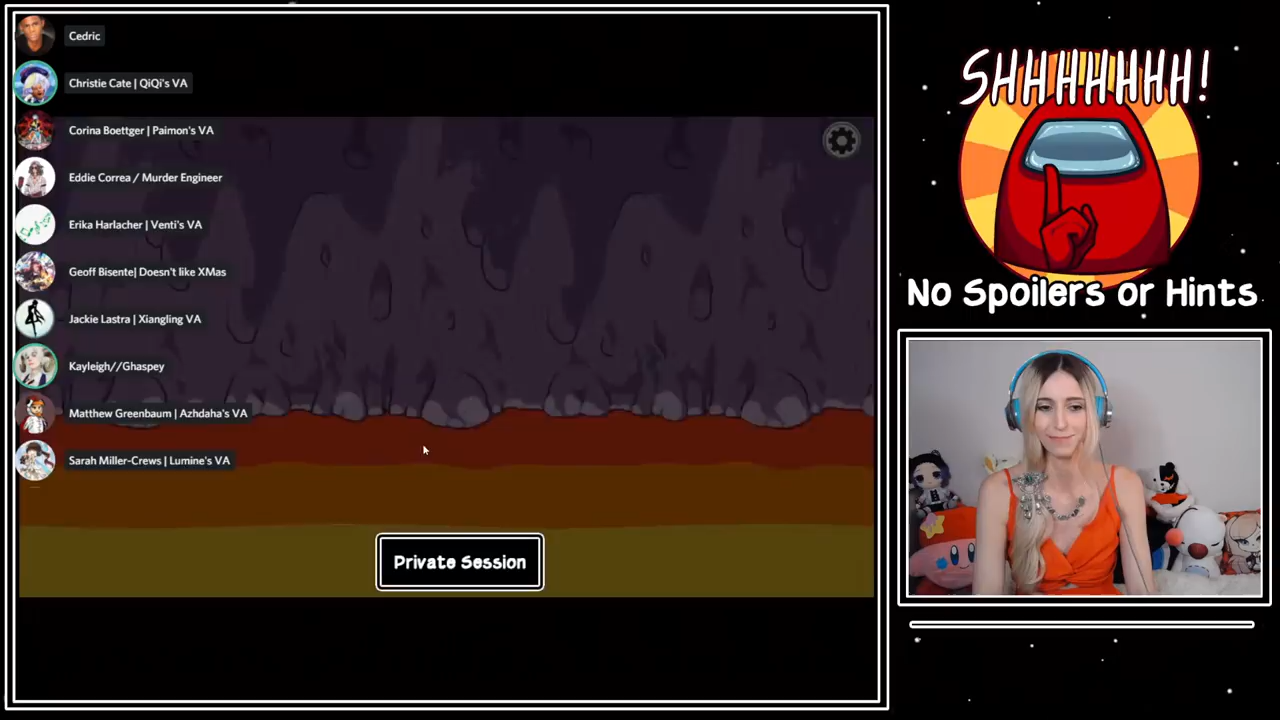 Cedric
Christie Cate | QiQi's VA
Corina Boettger | Paimon's VA
Eddie Correa / Murder Engineer
Erika Harlacher | Venti's VA
Geoff Bisente| Doesn't like XMas
Jackie Lastra | Xiangling VA
Kayleigh//Ghaspey
Matthew Greenbaum | Azhdaha's VA
Sarah Miller-Crews | Lumine's VA
Private Session
SHHHHHHH!
No Spoilers or Hints